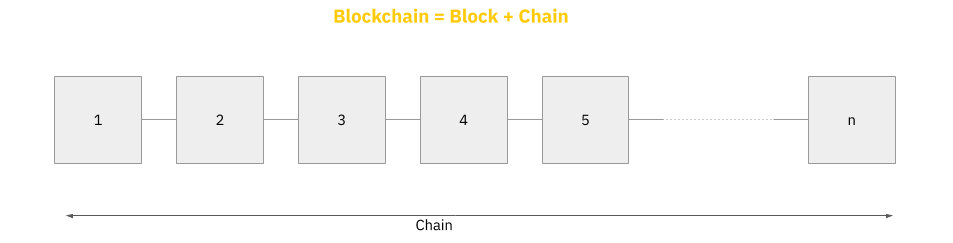 Blockchain = Block + Chain
1 2 3 4 5 n
Chain